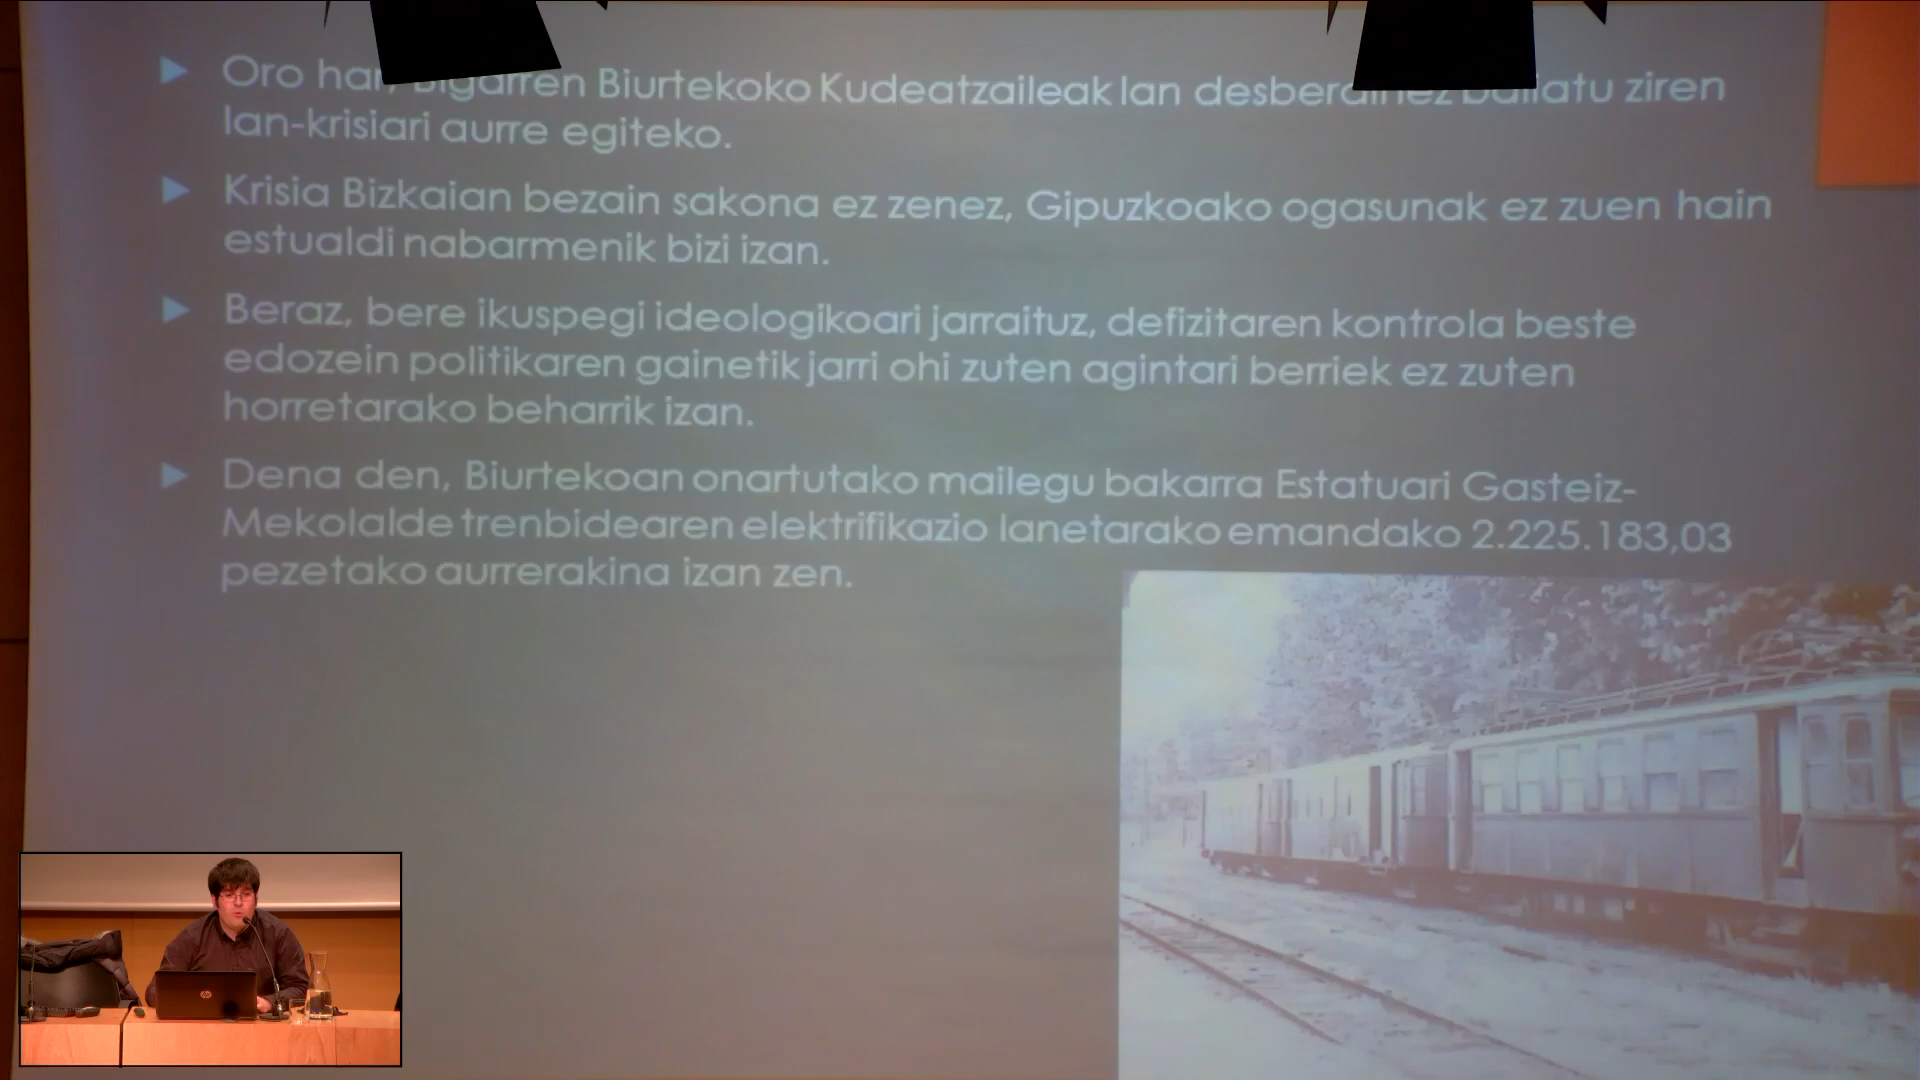 Oro har, Bigarren Biurtekoko Kudeatzaileak lan desberdinez baliatu ziren
lan-krisiari aurre egiteko.
Krisia Bizkaian bezain sakona ez zenez, Gipuzkoako ogasunak ez zuen hain
estualdi nabarmenik bizi izan.
Beraz, bere ikuspegi ideologikoari jarraituz, defizitaren kontrola beste
edozein politikaren gainetik jarri ohi zuten agintari berriek ez zuten
horretarako beharrik izan.
Dena den, Biurtekoan onartutako mailegu bakarra Estatuari Gasteiz-
Mekolalde trenbidearen elektrifikazio lanetarako emandako 2.225.183,03
pezetako aurrerakina izan zen.
hp